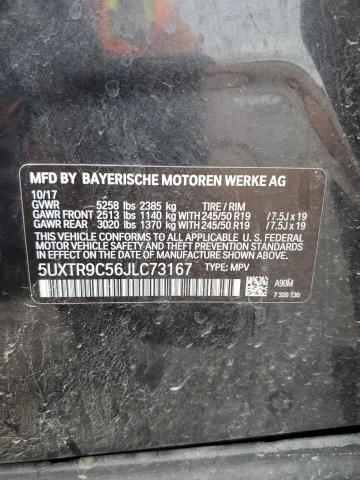 MFD BY BAYERISCHE MOTOREN WERKE AG
10/17
GVWR 5258 lbs 2385 kg TIRE / RIM
GAWR FRONT 2513 lbs 1140 kg WITH 245/50 R19 /7.5J x 19
GAWR REAR 3020 lbs 1370 kg WITH 245/50 R19 /7.5J x 19
THIS VEHICLE CONFORMS TO ALL APPLICABLE U. S. FEDERAL
MOTOR VEHICLE SAFETY STANDARDS IN EFFECT ON THE DATE
OF MANUFACTURE SHOWN ABOVE.
5UXTR9C56JLC73167 TYPE: MPV
A90M
7 320 730